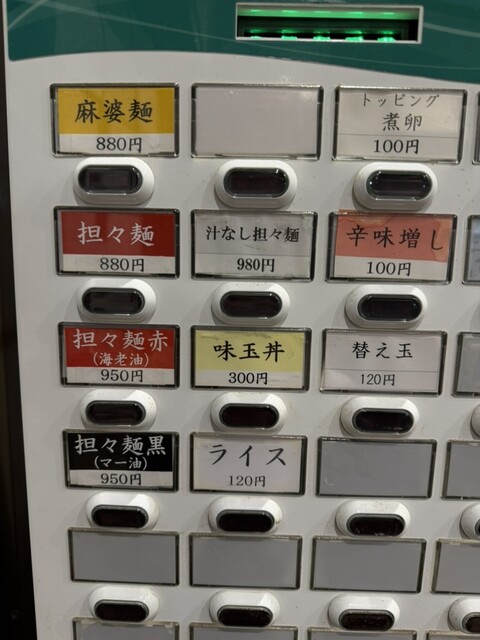 麻婆麺
880円
トッピング
煮卵
100円
担々麺
880円
汁なし担々麺
980円
辛味増し
100円
担々麺赤
(海老油)
950円
味玉丼
300円
替え玉
120円
担々麺黒
(マー油)
950円
ライス
120円